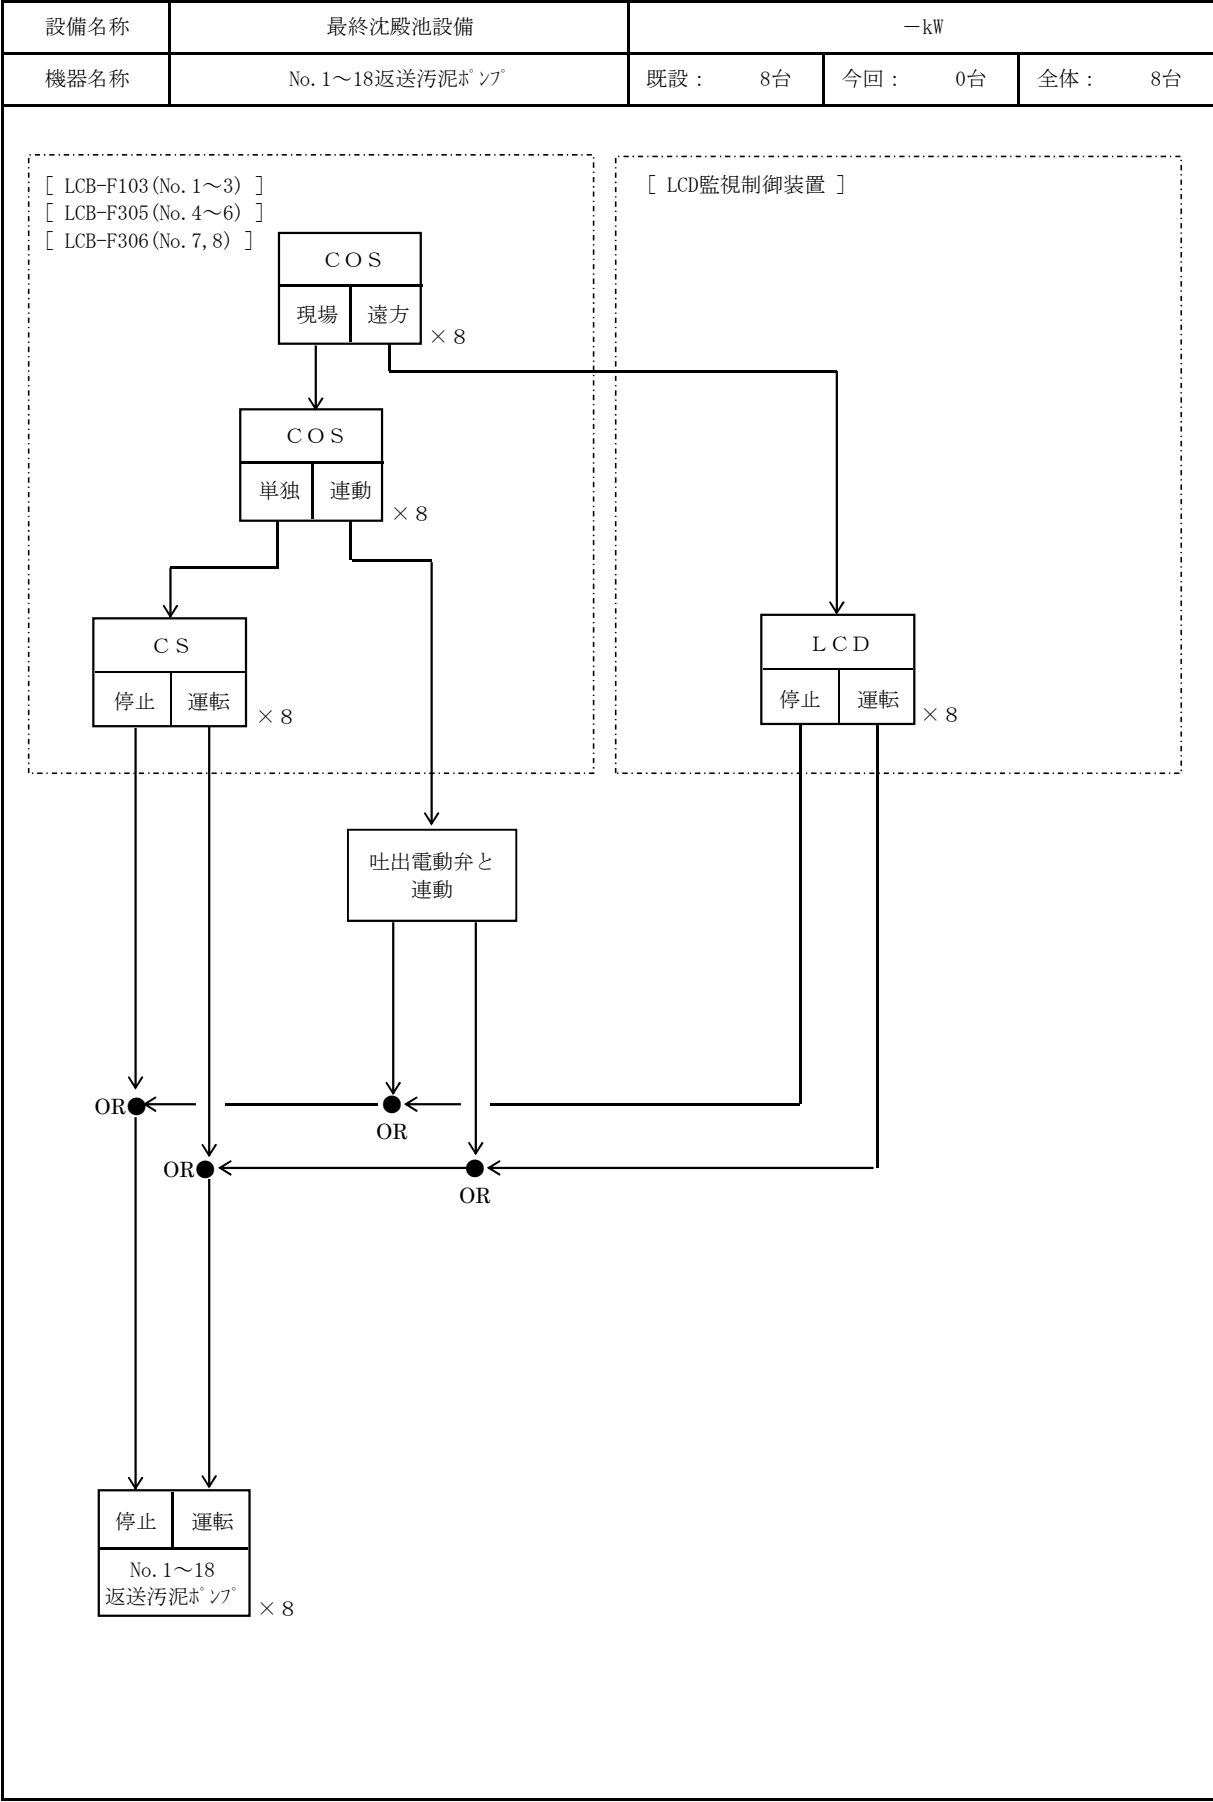 設備名称 最終沈殿池設備 －kW
機器名称 No.1～18返送汚泥ﾎﾟﾝﾌﾟ 既設： 8台 今回： 0台 全体： 8台
[ LCB-F103(No.1～3) ]
[ LCB-F305(No.4～6) ]
[ LCB-F306(No.7,8) ]
[ LCD監視制御装置 ]
ＣＯＳ
現場 遠方
×８
ＣＯＳ
単独 連動
×８
ＣＳ
停止 運転
×８
ＬＣＤ
停止 運転
×８
吐出電動弁と
連動
OR
OR
OR
OR
停止 運転
No.1～18
返送汚泥ﾎﾟﾝﾌﾟ
×８